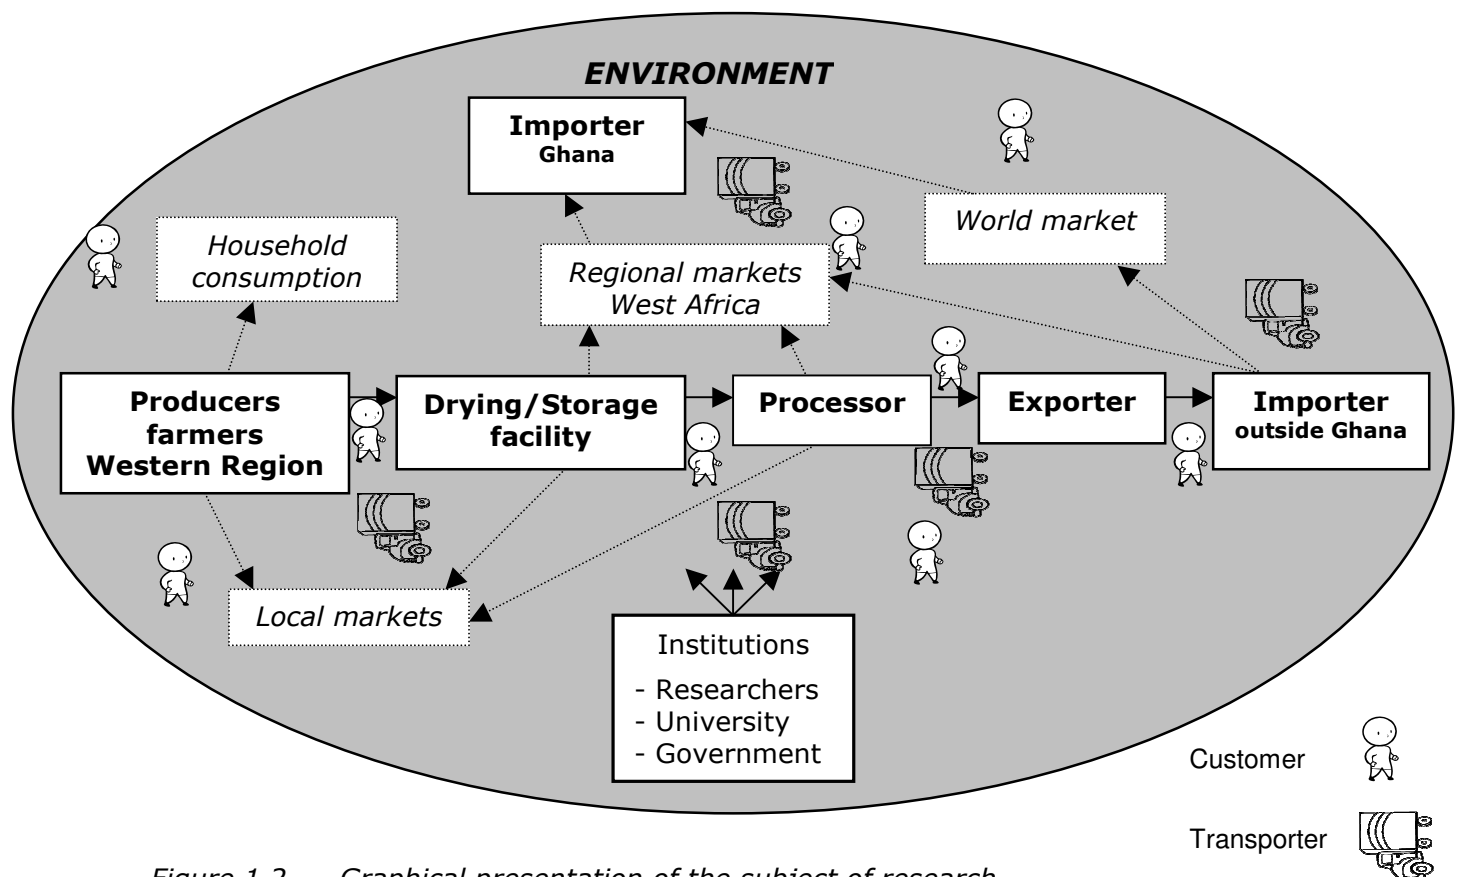 ENVIRONMENT
Importer
Ghana
World market
Household
consumption
Regional markets
West Africa
Producers
farmers
Western Region
Drying/Storage
facility
Processor
Exporter
Importer
outside Ghana
Local markets
Institutions
- Researchers
- University
- Government
Customer
Transporter
Figure 1.2 Graphical presentation of the subject of research